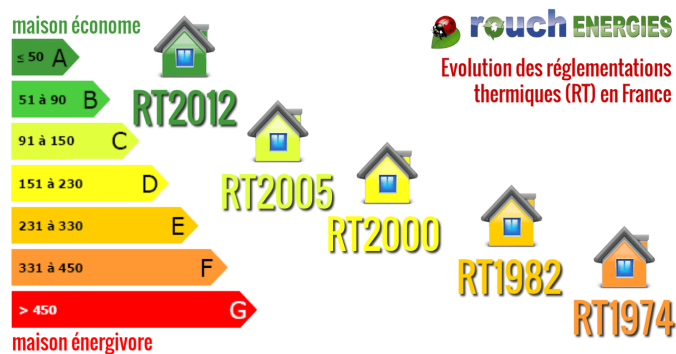 maison économe
≤ 50 A
51 à 90 B
91 à 150 C
151 à 230 D
231 à 330 E
331 à 450 F
> 450 G
maison énergivore
RT2012
RT2005
RT2000
RT1982
RT1974
rouch ENERGIES
Evolution des réglementations
thermiques (RT) en France